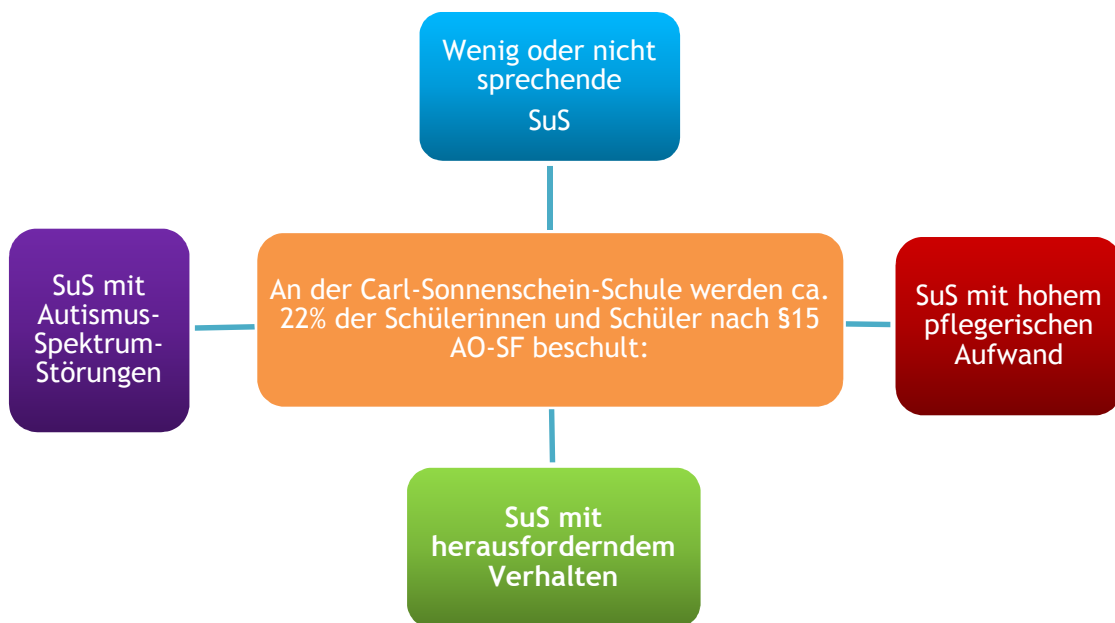 Wenig oder nicht
sprechende
SuS
SuS mit
Autismus-
Spektrum-
Störungen
An der Carl-Sonnenschein-Schule werden ca.
22% der Schülerinnen und Schüler nach §15
AO-SF beschult:
SuS mit hohem
pflegerischen
Aufwand
SuS mit
herausforderndem
Verhalten